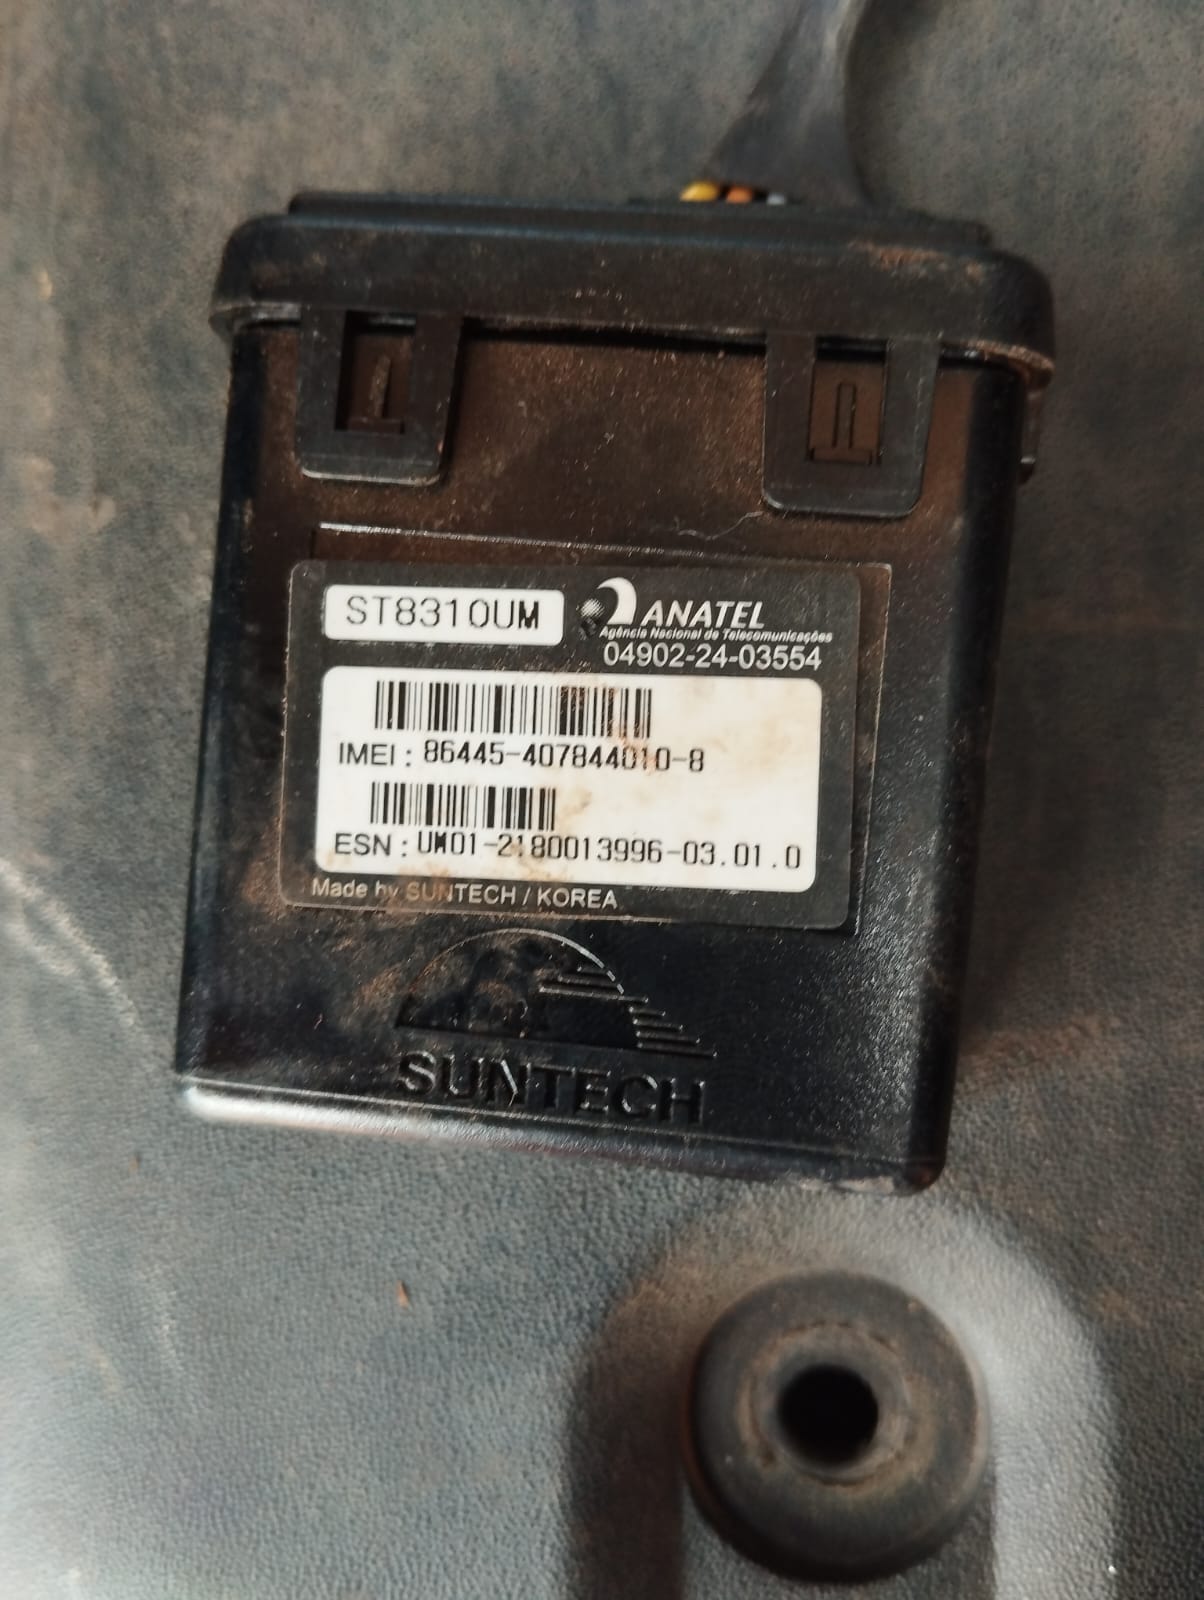 ST8310UM
ANATEL
Agência Nacional de Telecomunicações
04902-24-03554
IMEI : 86445-407844010-8
ESN : UM01-2180013996-03.01.0
Made by SUNTECH / KOREA
SUNTECH